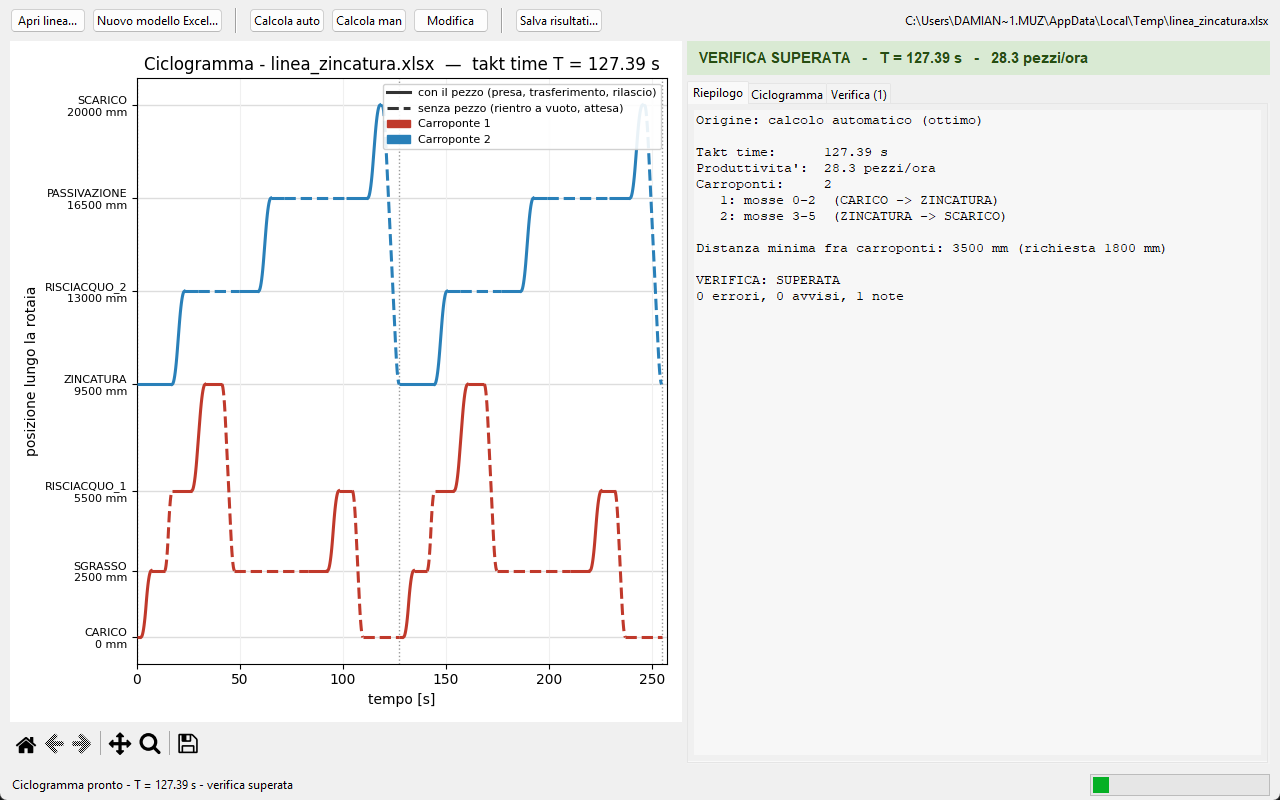 Apri linea...
Nuovo modello Excel...
Calcola auto
Calcola man
Modifica
Salva risultati...
C:\Users\DAMIAN~1.MUZ\AppData\Local\Temp\linea_zincatura.xlsx
Ciclogramma - linea_zincatura.xlsx — takt time T = 127.39 s
con il pezzo (presa, trasferimento, rilascio)
senza pezzo (rientro a vuoto, attesa)
Carroponte 1
Carroponte 2
SCARICO
20000 mm
PASSIVAZIONE
16500 mm
RISCIACQUO_2
13000 mm
ZINCATURA
9500 mm
RISCIACQUO_1
5500 mm
SGRASSO
2500 mm
CARICO
0 mm
posizione lungo la rotaia
0 50 100 150 200 250
tempo [s]
VERIFICA SUPERATA - T = 127.39 s - 28.3 pezzi/ora
Riepilogo
Ciclogramma
Verifica (1)
Origine: calcolo automatico (ottimo)
Takt time: 127.39 s
Produttivita': 28.3 pezzi/ora
Carroponti: 2
1: mosse 0-2 (CARICO -> ZINCATURA)
2: mosse 3-5 (ZINCATURA -> SCARICO)
Distanza minima fra carroponti: 3500 mm (richiesta 1800 mm)
VERIFICA: SUPERATA
0 errori, 0 avvisi, 1 note
Ciclogramma pronto - T = 127.39 s - verifica superata